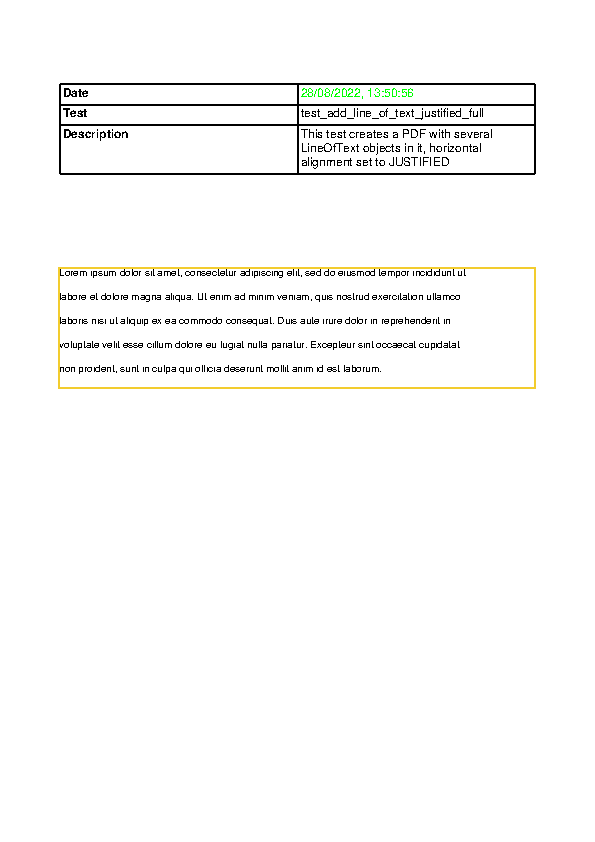 Date 28/08/2022, 13:50:56
Test test_add_line_of_text_justified_full
Description This test creates a PDF with several
LineOfText objects in it, horizontal
alignment set to JUSTIFIED
Lorem ipsum dolor sit amet, consectetur adipiscing elit, sed do eiusmod tempor incididunt ut
labore et dolore magna aliqua. Ut enim ad minim veniam, quis nostrud exercitation ullamco
laboris nisi ut aliquip ex ea commodo consequat. Duis aute irure dolor in reprehenderit in
voluptate velit esse cillum dolore eu fugiat nulla pariatur. Excepteur sint occaecat cupidatat
non proident, sunt in culpa qui officia deserunt mollit anim id est laborum.